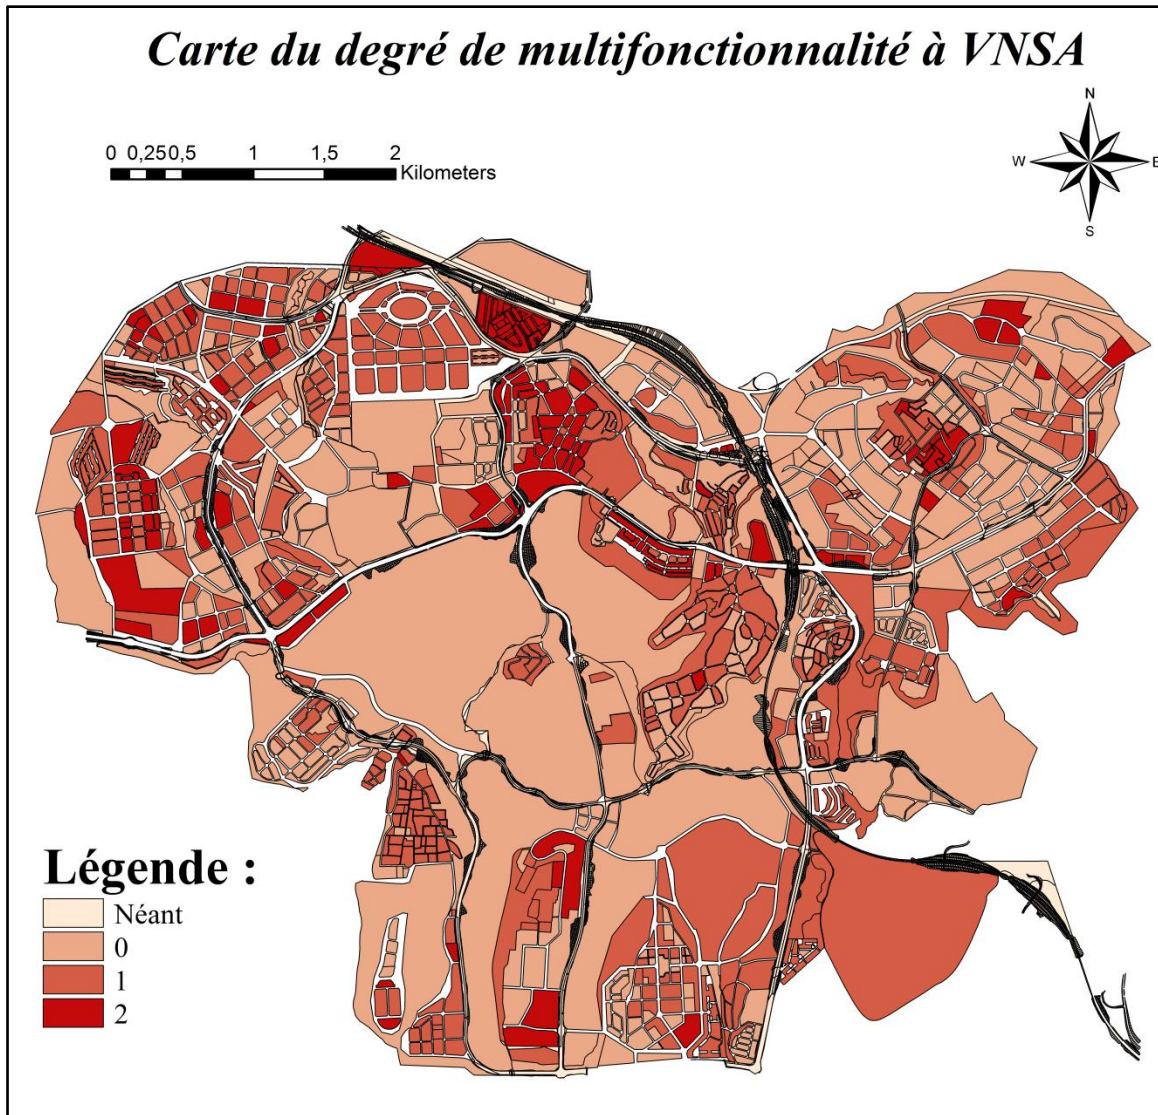 Carte du degré de multifonctionnalité à VNSA
N
0 0,250,5 1 1,5 2
Kilometers
W E
S
Légende :
Néant
0
1
2